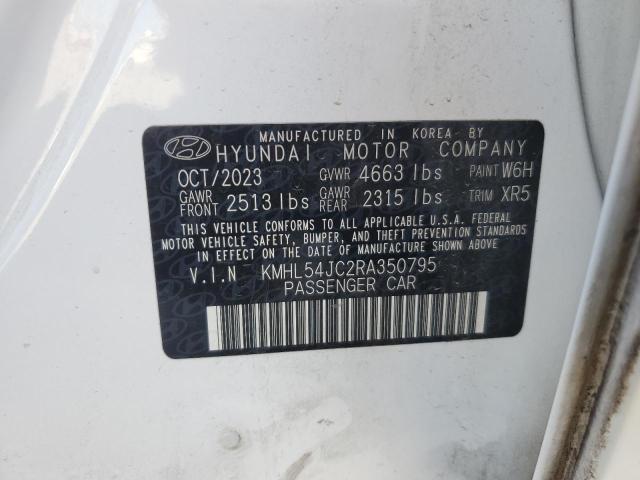 MANUFACTURED IN KOREA BY
HYUNDAI MOTOR COMPANY
OCT/2023 GVWR 4663 lbs PAINT W6H
GAWR FRONT 2513 lbs GAWR REAR 2315 lbs TRIM XR5
THIS VEHICLE CONFORMS TO ALL APPLICABLE U.S.A. FEDERAL
MOTOR VEHICLE SAFETY, BUMPER, AND THEFT PREVENTION STANDARDS
IN EFFECT ON THE DATE OF MANUFACTURE SHOWN ABOVE.
V.I.N KMHL54JC2RA350795
PASSENGER CAR